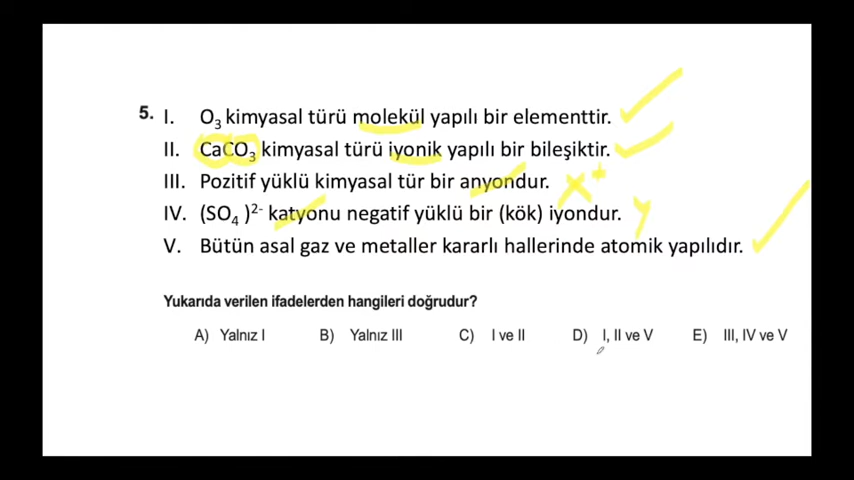 5. I. O₃ kimyasal türü molekül yapılı bir elementtir.
II. CaCO₃ kimyasal türü iyonik yapılı bir bileşiktir.
III. Pozitif yüklü kimyasal tür bir anyondur. X⁺
IV. (SO₄ )²⁻ katyonu negatif yüklü bir (kök) iyondur. y
V. Bütün asal gaz ve metaller kararlı hallerinde atomik yapılıdır.
Yukarıda verilen ifadelerden hangileri doğrudur?
A) Yalnız I B) Yalnız III C) I ve II D) I, II ve V E) III, IV ve V